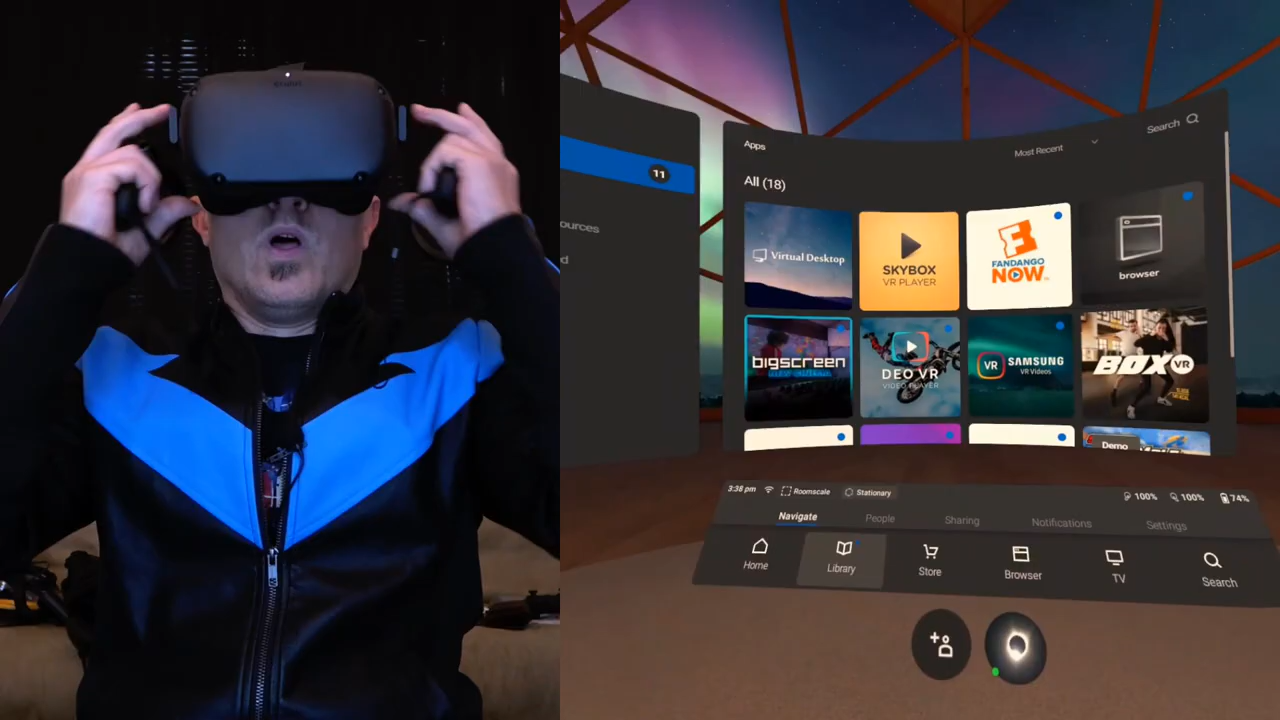 oculus
11
ources
d
Apps
Most Recent
Search
All (18)
Virtual Desktop
SKYBOX
VR PLAYER
FANDANGO
NOW
browser
bigscreen
DEO VR
VIDEO PLAYER
VR SAMSUNG
VR Videos
BOX VR
Demo
3:38 pm Roomscale Stationary
100% 100% 74%
Navigate People Sharing Notifications Settings
Home Library Store Browser TV Search